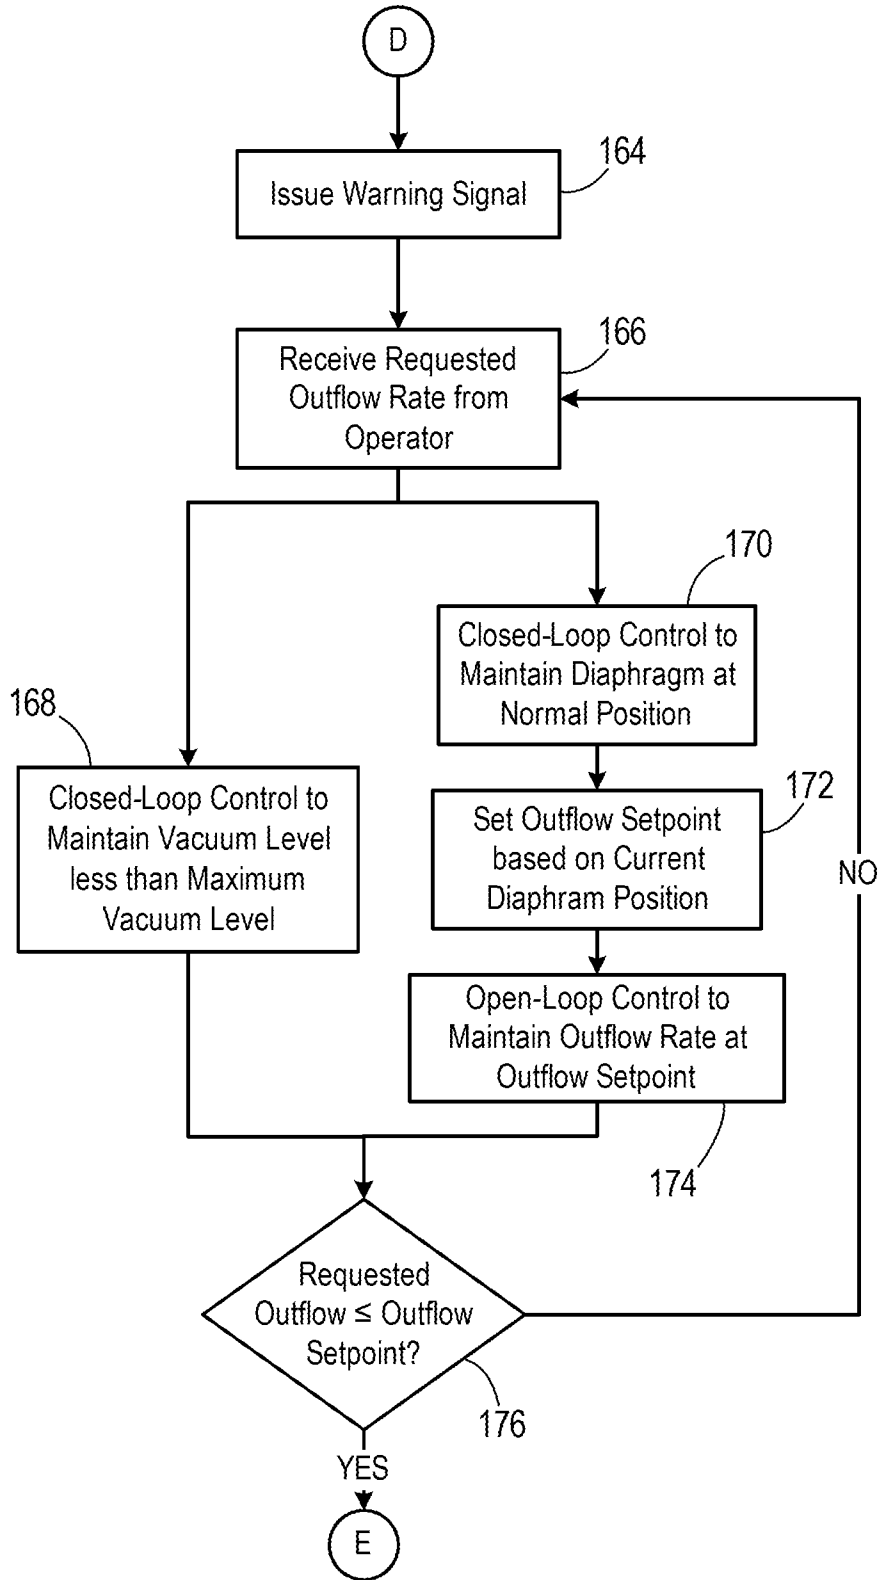 D
164
Issue Warning Signal
166
Receive Requested
Outflow Rate from
Operator
170
Closed-Loop Control to
Maintain Diaphragm at
Normal Position
168
Closed-Loop Control to
Maintain Vacuum Level
less than Maximum
Vacuum Level
172
Set Outflow Setpoint
based on Current
Diaphram Position
NO
Open-Loop Control to
Maintain Outflow Rate at
Outflow Setpoint
174
Requested
Outflow ≤ Outflow
Setpoint?
176
YES
E